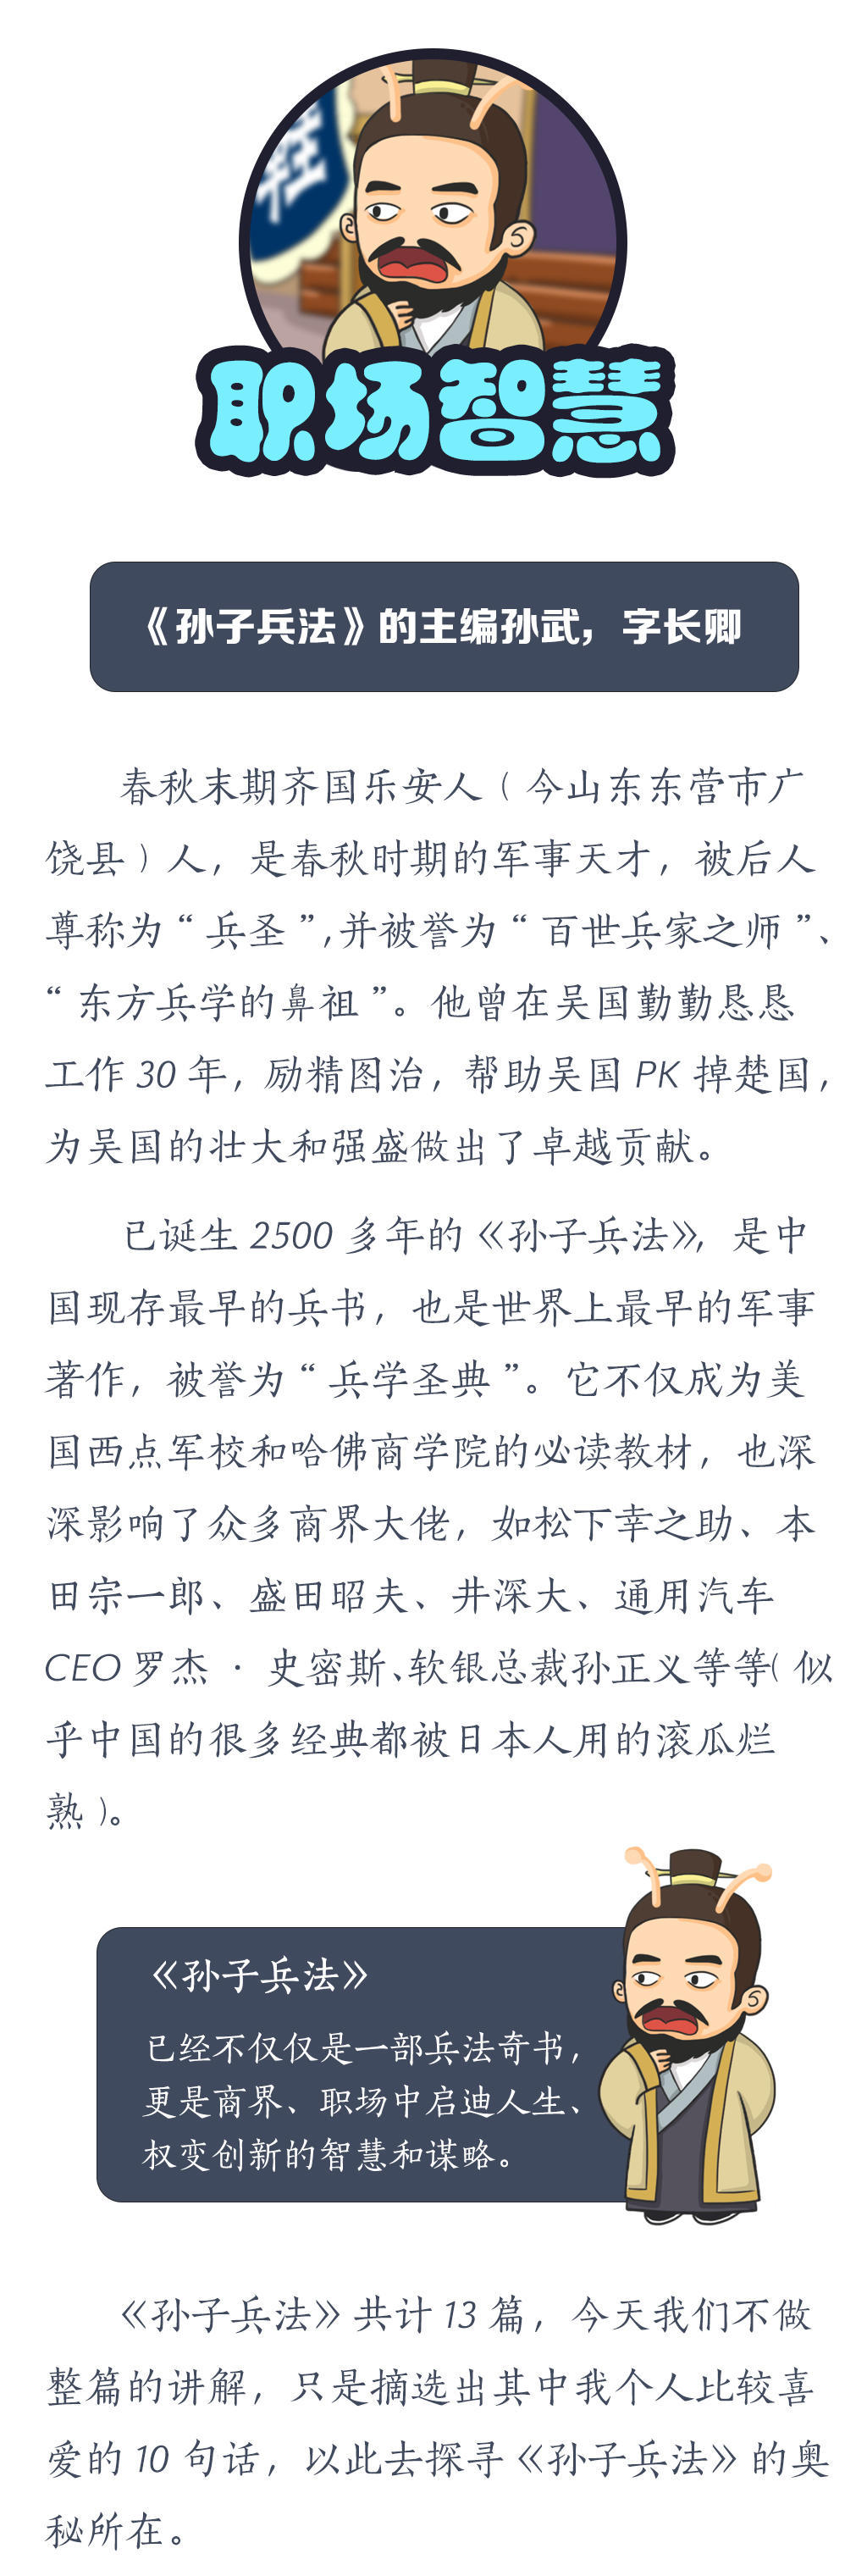 职场智慧
《孙子兵法》的主编孙武，字长卿
春秋末期齐国乐安人（今山东东营市广
饶县）人，是春秋时期的军事天才，被后人
尊称为“兵圣”,并被誉为“百世兵家之师”、
“东方兵学的鼻祖”。他曾在吴国勤勤恳恳
工作30年，励精图治，帮助吴国PK掉楚国，
为吴国的壮大和强盛做出了卓越贡献。
已诞生2500多年的《孙子兵法》，是中
国现存最早的兵书，也是世界上最早的军事
著作，被誉为“兵学圣典”。它不仅成为美
国西点军校和哈佛商学院的必读教材，也深
深影响了众多商界大佬，如松下幸之助、本
田宗一郎、盛田昭夫、井深大、通用汽车
CEO罗杰·史密斯、软银总裁孙正义等等（似
乎中国的很多经典都被日本人用的滚瓜烂
熟）。
《孙子兵法》
已经不仅仅是一部兵法奇书，
更是商界、职场中启迪人生、
权变创新的智慧和谋略。
《孙子兵法》共计13篇，今天我们不做
整篇的讲解，只是摘选出其中我个人比较喜
爱的10句话，以此去探寻《孙子兵法》的奥
秘所在。